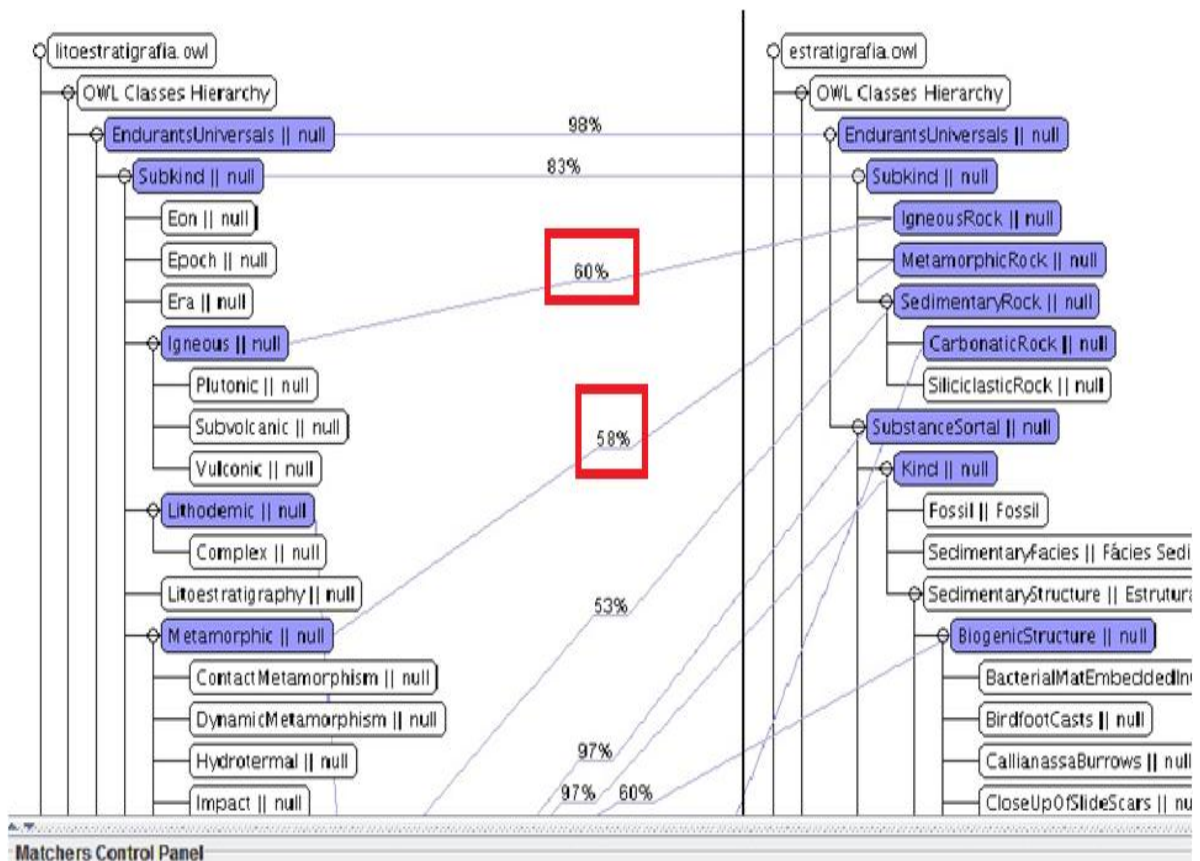 litoestratigrafia.owl
OWL Classes Hierarchy
EndurantsUniversals || null
Subkind || null
Eon || null
Epoch || null
Era || null
Igneous || null
Plutonic || null
Subvolcanic || null
Vulconic || null
Lithodemic || null
Complex || null
Litoestratigraphy || null
Metamorphic || null
ContactMetamorphism || null
DynamicMetamorphism || null
Hydrotermal || null
Impact || null
98%
83%
60%
58%
53%
97%
97% 60%
estratigrafia.owl
OWL Classes Hierarchy
EndurantsUniversals || null
Subkind || null
IgneousRock || null
MetamorphicRock || null
SedimentaryRock || null
CarbonaticRock || null
SiliciclasticRock || null
SubstanceSortal || null
Kind || null
Fossil || Fossil
SedimentaryFacies || Fácies Sedi
SedimentaryStructure || Estrutura
BiogenicStructure || null
BacterialMatEmbeddedInv
BirdfootCasts || null
CallianassaBurrows || null
CloseUpOfSlideScars || nu
Matchers Control Panel